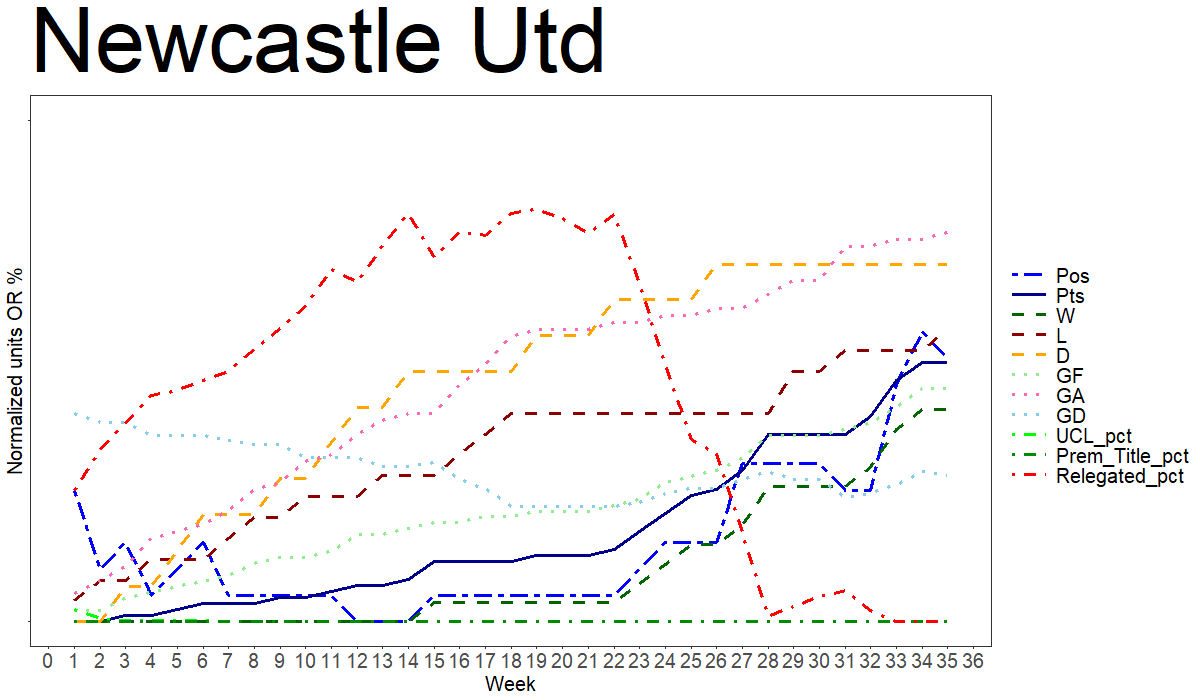 Newcastle Utd
Normalized units OR %
Pos
Pts
W
L
D
GF
GA
GD
UCL_pct
Prem_Title_pct
Relegated_pct
0 1 2 3 4 5 6 7 8 9 10 11 12 13 14 15 16 17 18 19 20 21 22 23 24 25 26 27 28 29 30 31 32 33 34 35 36
Week